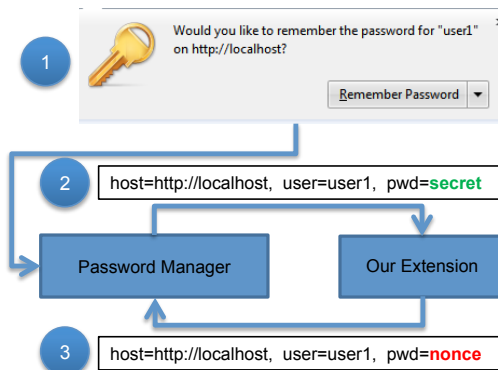 1
Would you like to remember the password for "user1"
on http://localhost?
Remember Password
2
host=http://localhost, user=user1, pwd=secret
Password Manager
Our Extension
3
host=http://localhost, user=user1, pwd=nonce